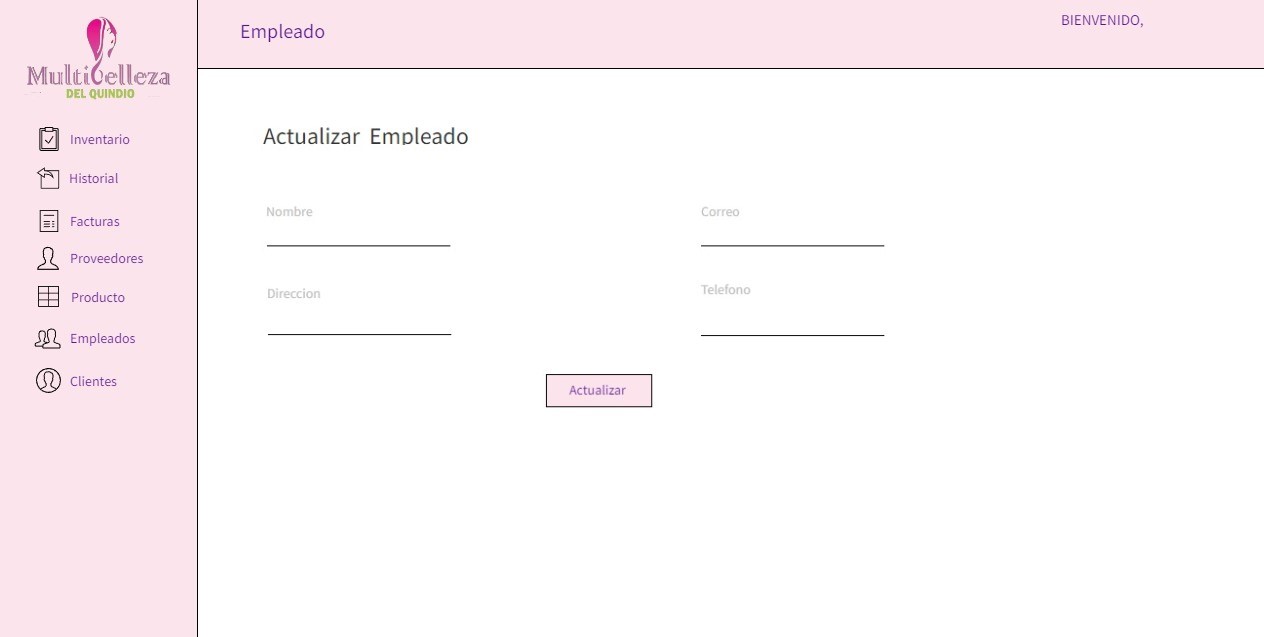 Multibelleza
DEL QUINDIO
Inventario
Historial
Facturas
Proveedores
Producto
Empleados
Clientes
Empleado
BIENVENIDO,
Actualizar Empleado
Nombre
Correo
Direccion
Telefono
Actualizar